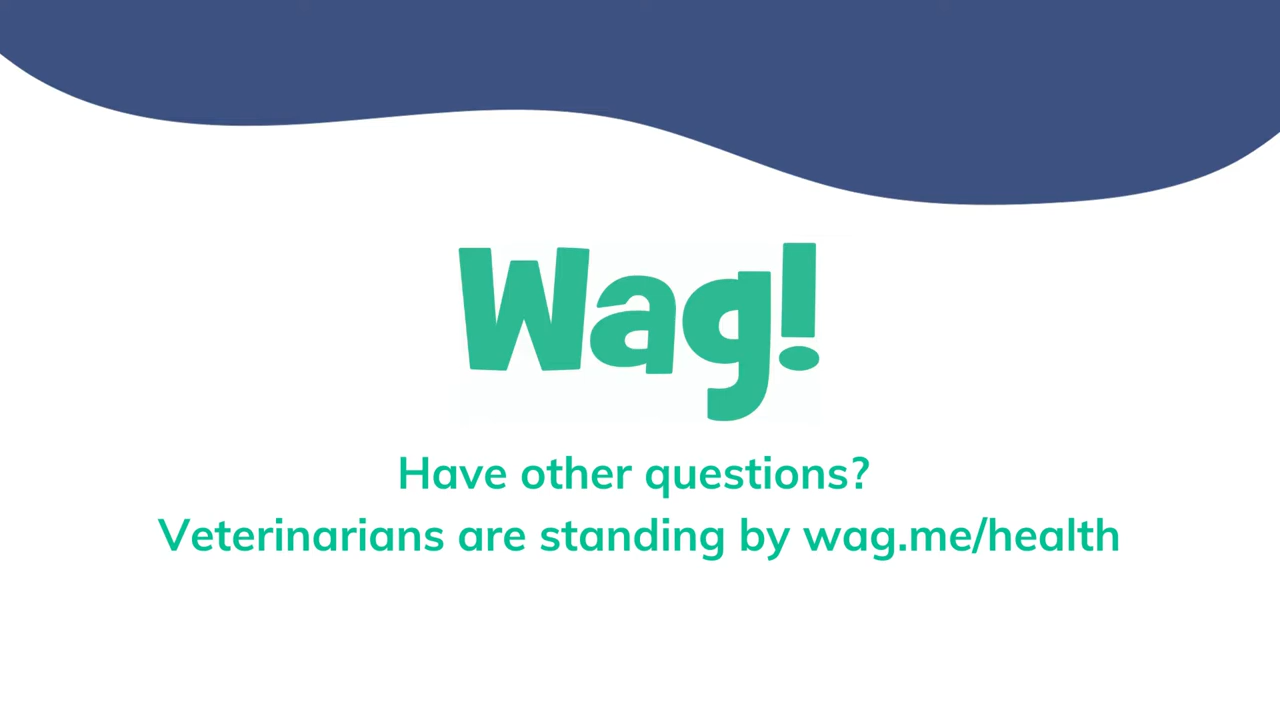 Wag!
Have other questions?
Veterinarians are standing by wag.me/health